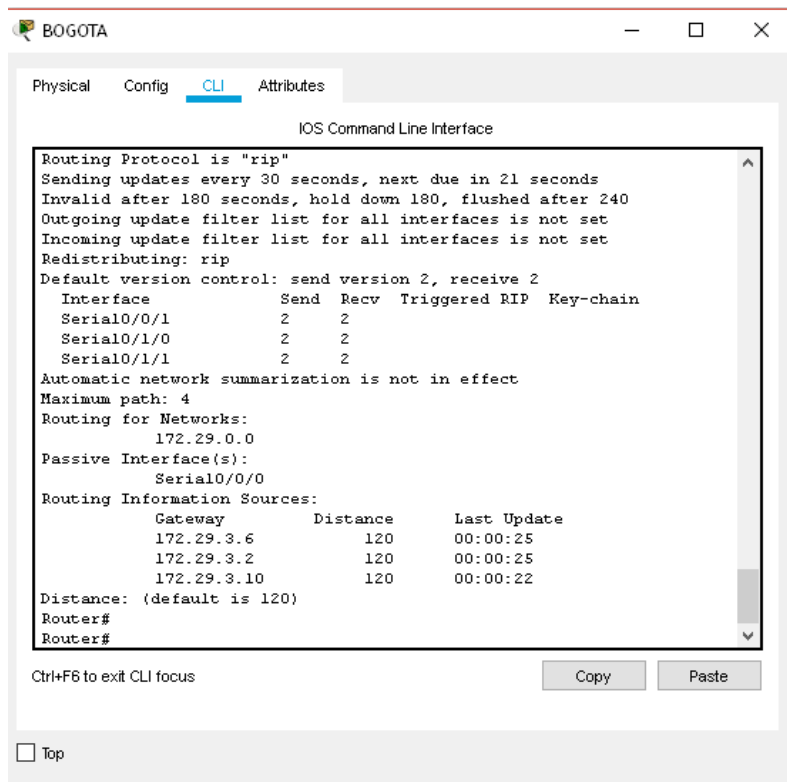 BOGOTA
Physical Config CLI Attributes
IOS Command Line Interface
Routing Protocol is "rip"
Sending updates every 30 seconds, next due in 21 seconds
Invalid after 180 seconds, hold down 180, flushed after 240
Outgoing update filter list for all interfaces is not set
Incoming update filter list for all interfaces is not set
Redistributing: rip
Default version control: send version 2, receive 2
Interface Send Recv Triggered RIP Key-chain
Serial0/0/1 2 2
Serial0/1/0 2 2
Serial0/1/1 2 2
Automatic network summarization is not in effect
Maximum path: 4
Routing for Networks:
172.29.0.0
Passive Interface(s):
Serial0/0/0
Routing Information Sources:
Gateway Distance Last Update
172.29.3.6 120 00:00:25
172.29.3.2 120 00:00:25
172.29.3.10 120 00:00:22
Distance: (default is 120)
Router#
Router#
Ctrl+F6 to exit CLI focus
Copy Paste
Top